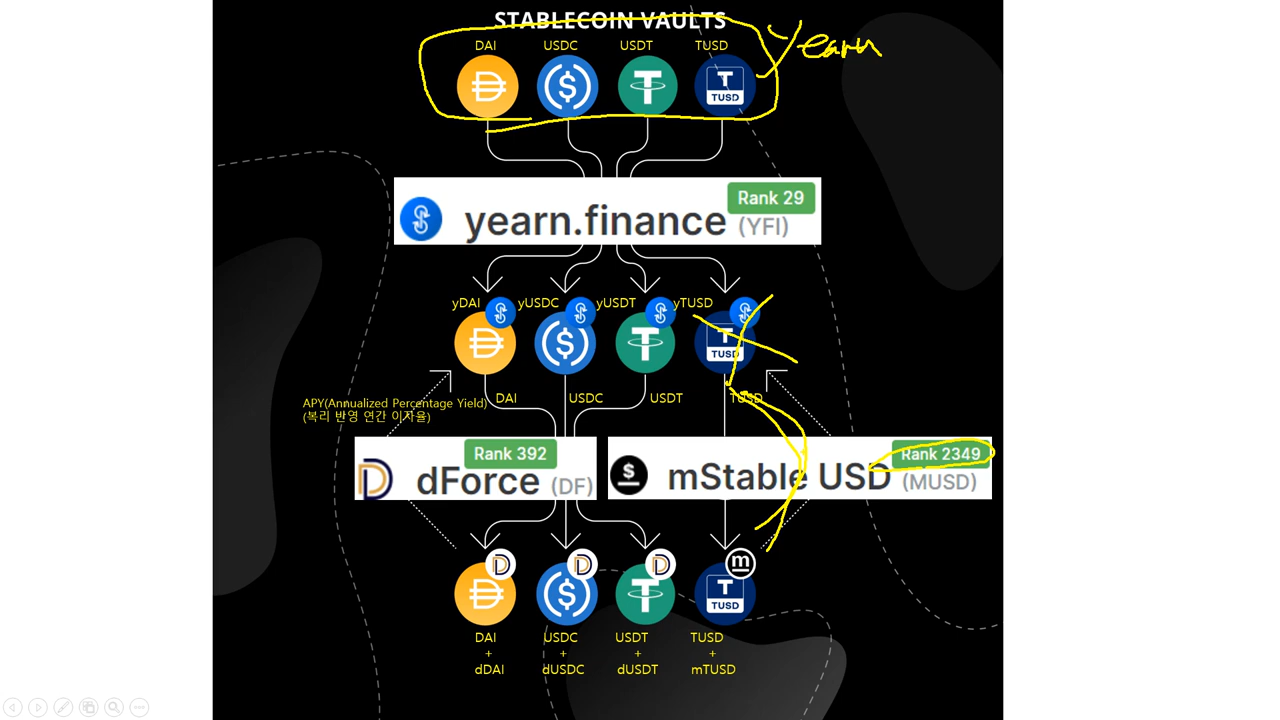 STABLECOIN VAULTS
DAI USDC USDT TUSD
Yearn
TUSD
Rank 29
yearn.finance (YFI)
yDAI yUSDC yUSDT yTUSD
TUSD
DAI USDC USDT TUSD
APY(Annualized Percentage Yield)
(복리 반영 연간 이자율)
Rank 392
dForce (DF)
Rank 2349
mStable USD (MUSD)
m
TUSD
DAI USDC USDT TUSD
+ + + +
dDAI dUSDC dUSDT mTUSD